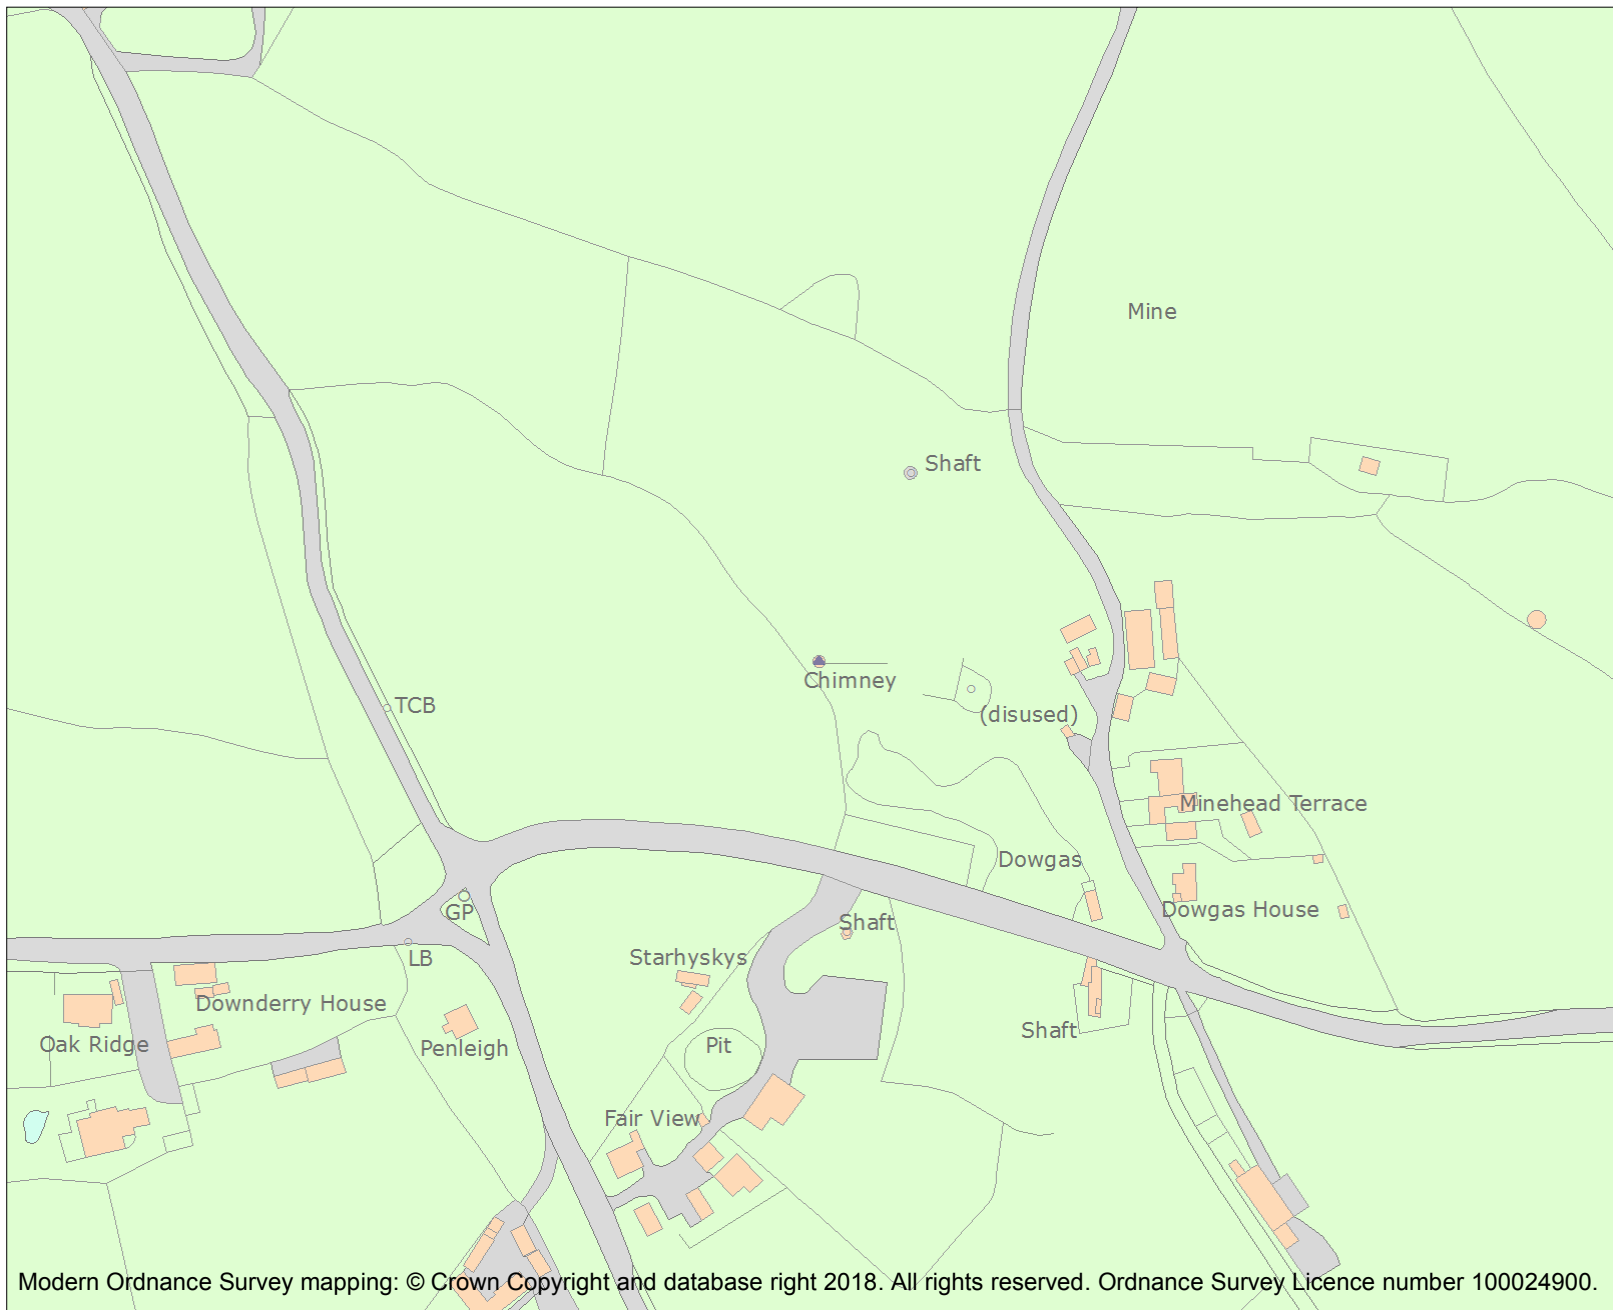 Mine
Shaft
Chimney
TCB
(disused)
Minehead Terrace
Dowgas
Dowgas House
GP
Shaft
LB
Starhyskys
Downderry House
Shaft
Oak Ridge
Penleigh
Pit
Fair View
Modern Ordnance Survey mapping: © Crown Copyright and database right 2018. All rights reserved. Ordnance Survey Licence number 100024900.